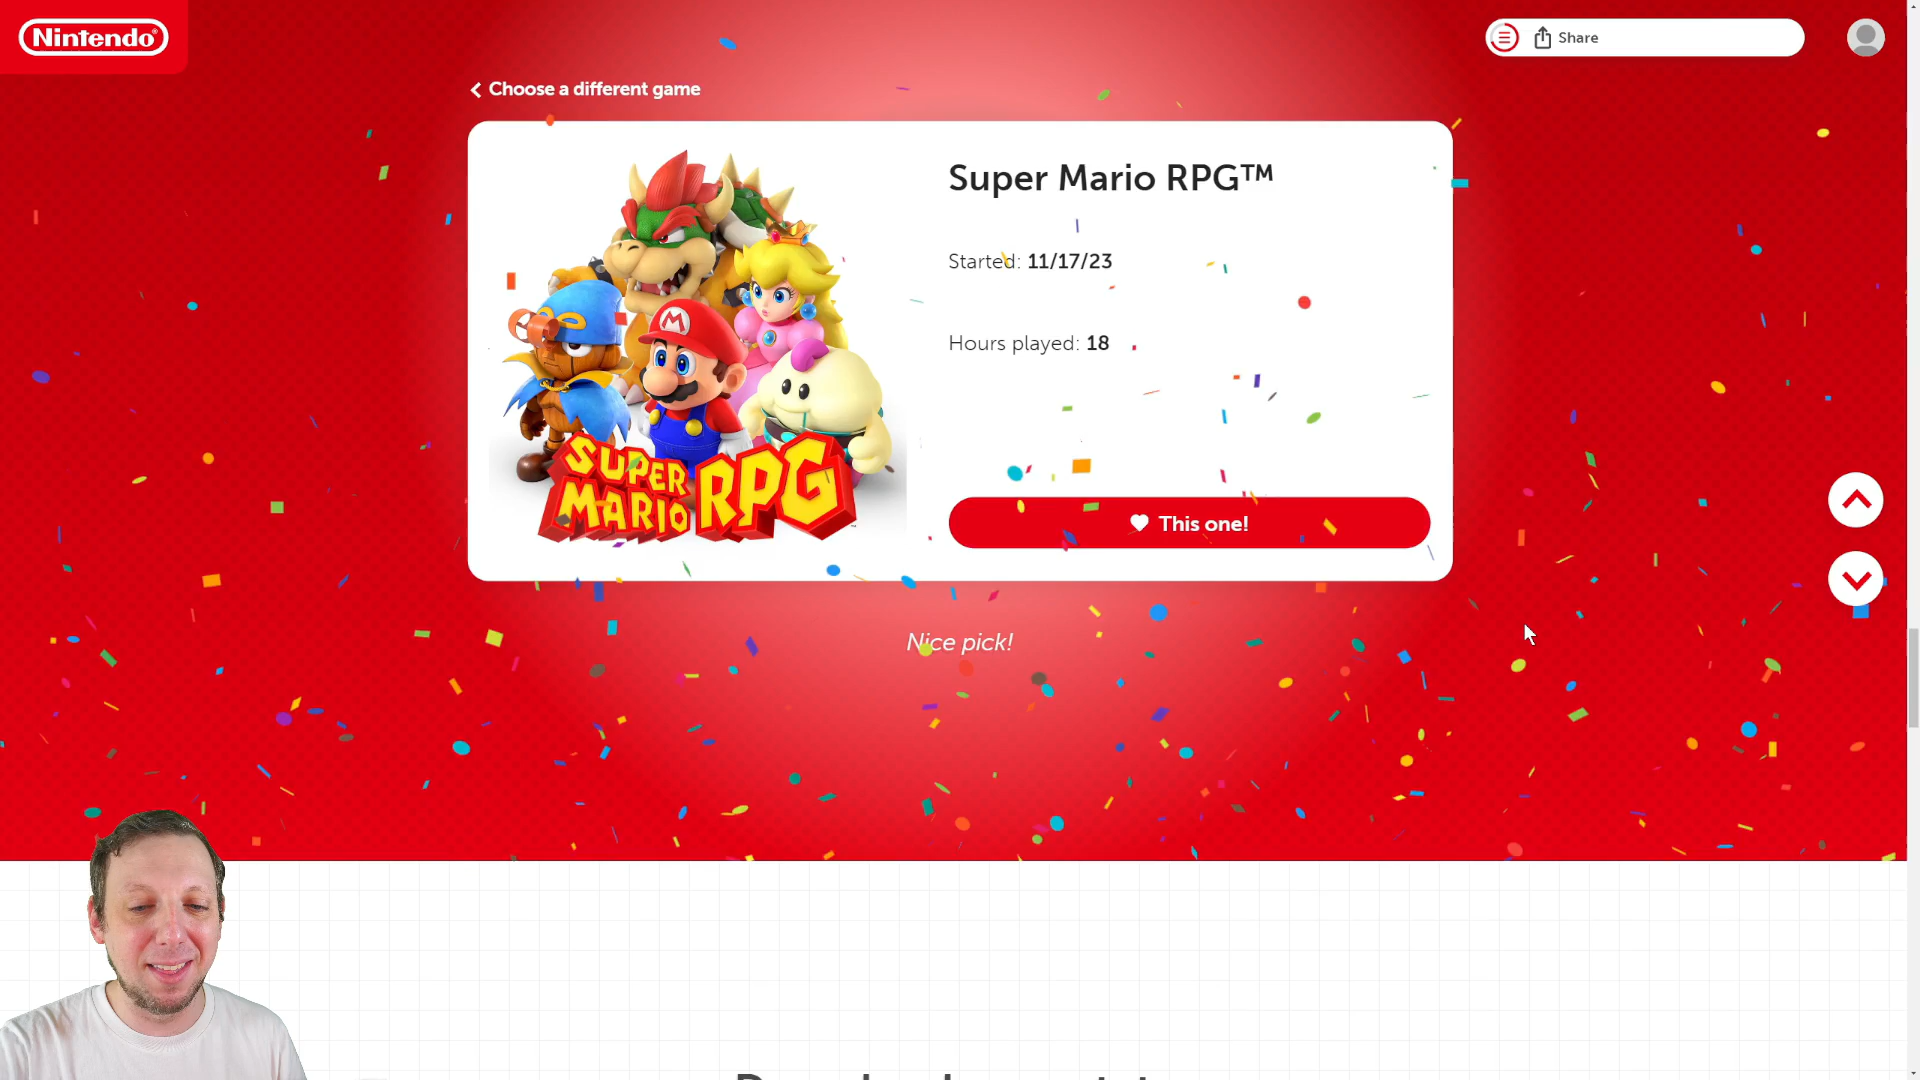 Nintendo®
Share
Choose a different game
Super Mario RPG™
Started: 11/17/23
Hours played: 18
M
SUPER
MARIO
RPG
This one!
Nice pick!